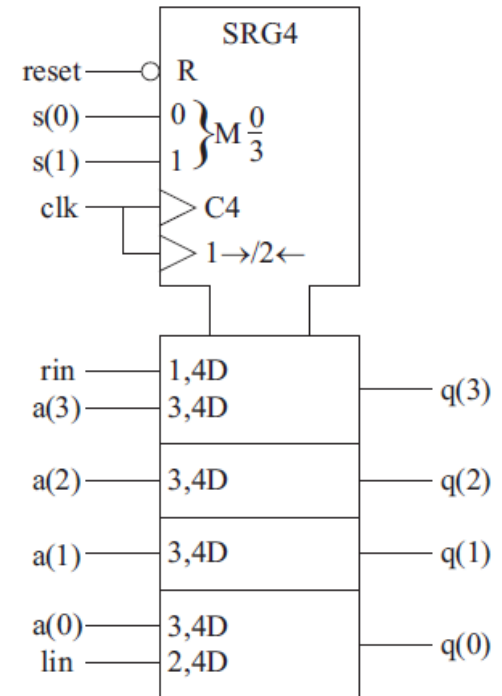 SRG4
reset R
s(0) 0
M 0/3
s(1) 1
clk C4
1→/2←
rin 1,4D
q(3)
a(3) 3,4D
a(2) 3,4D q(2)
a(1) 3,4D q(1)
a(0) 3,4D
q(0)
lin 2,4D